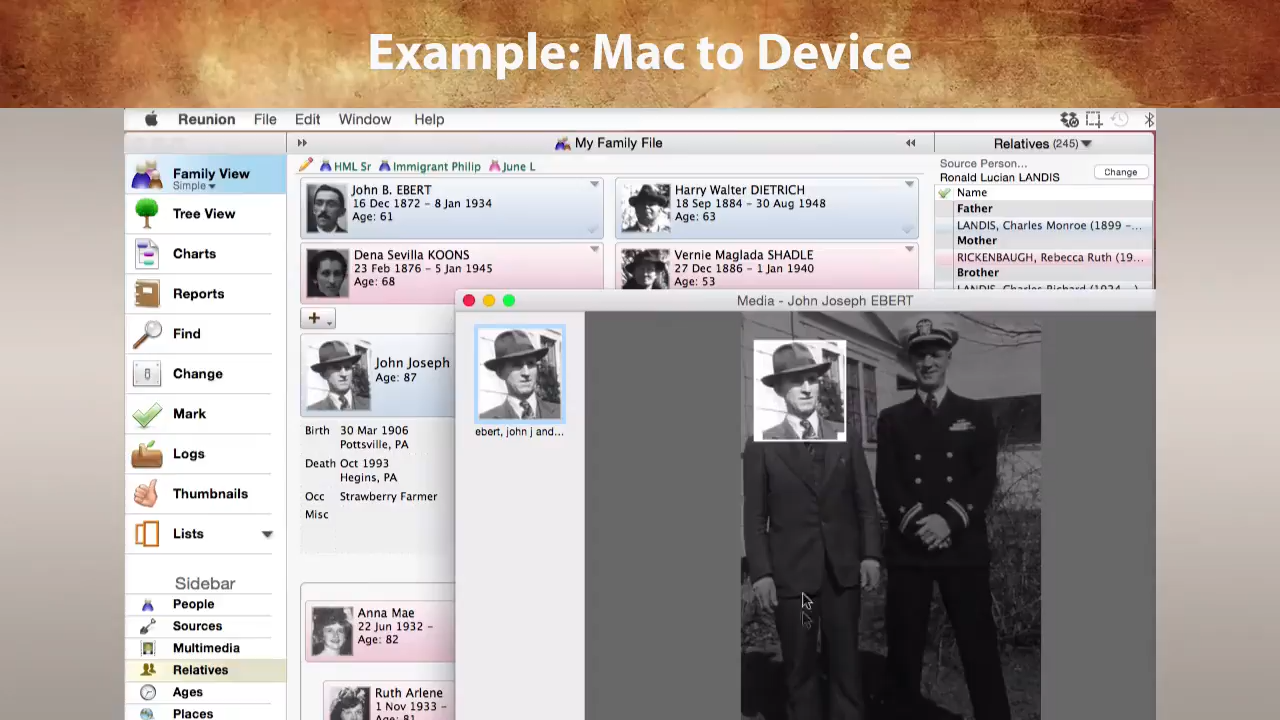 Example: Mac to Device
Reunion File Edit Window Help
My Family File
Relatives (245)
Family View
Simple
Tree View
Charts
Reports
Find
Change
Mark
Logs
Thumbnails
Lists
Sidebar
People
Sources
Multimedia
Relatives
Ages
Places
HML Sr Immigrant Philip June L
John B. EBERT
16 Dec 1872 – 8 Jan 1934
Age: 61
Harry Walter DIETRICH
18 Sep 1884 – 30 Aug 1948
Age: 63
Dena Sevilla KOONS
23 Feb 1876 – 5 Jan 1945
Age: 68
Vernie Maglada SHADLE
27 Dec 1886 – 1 Jan 1940
Age: 53
John Joseph
Age: 87
Birth 30 Mar 1906
Pottsville, PA
Death Oct 1993
Hegins, PA
Occ Strawberry Farmer
Misc
Anna Mae
22 Jun 1932 –
Age: 82
Ruth Arlene
1 Nov 1933 –
Age: 81
Source Person...
Ronald Lucian LANDIS
Change
Name
Father
LANDIS, Charles Monroe (1899 –...
Mother
RICKENBAUGH, Rebecca Ruth (19...
Brother
LANDIS, Charles Richard (1924
Media - John Joseph EBERT
ebert, john j and...